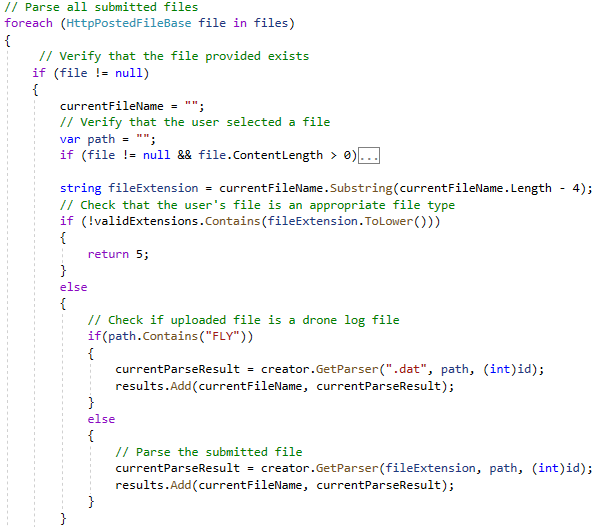 // Parse all submitted files
foreach (HttpPostedFileBase file in files)
{
// Verify that the file provided exists
if (file != null)
{
currentFileName = "";
// Verify that the user selected a file
var path = "";
if (file != null && file.ContentLength > 0)...
string fileExtension = currentFileName.Substring(currentFileName.Length - 4);
// Check that the user's file is an appropriate file type
if (!validExtensions.Contains(fileExtension.ToLower()))
{
return 5;
}
else
{
// Check if uploaded file is a drone log file
if(path.Contains("FLY"))
{
currentParseResult = creator.GetParser(".dat", path, (int)id);
results.Add(currentFileName, currentParseResult);
}
else
{
// Parse the submitted file
currentParseResult = creator.GetParser(fileExtension, path, (int)id);
results.Add(currentFileName, currentParseResult);
}
}